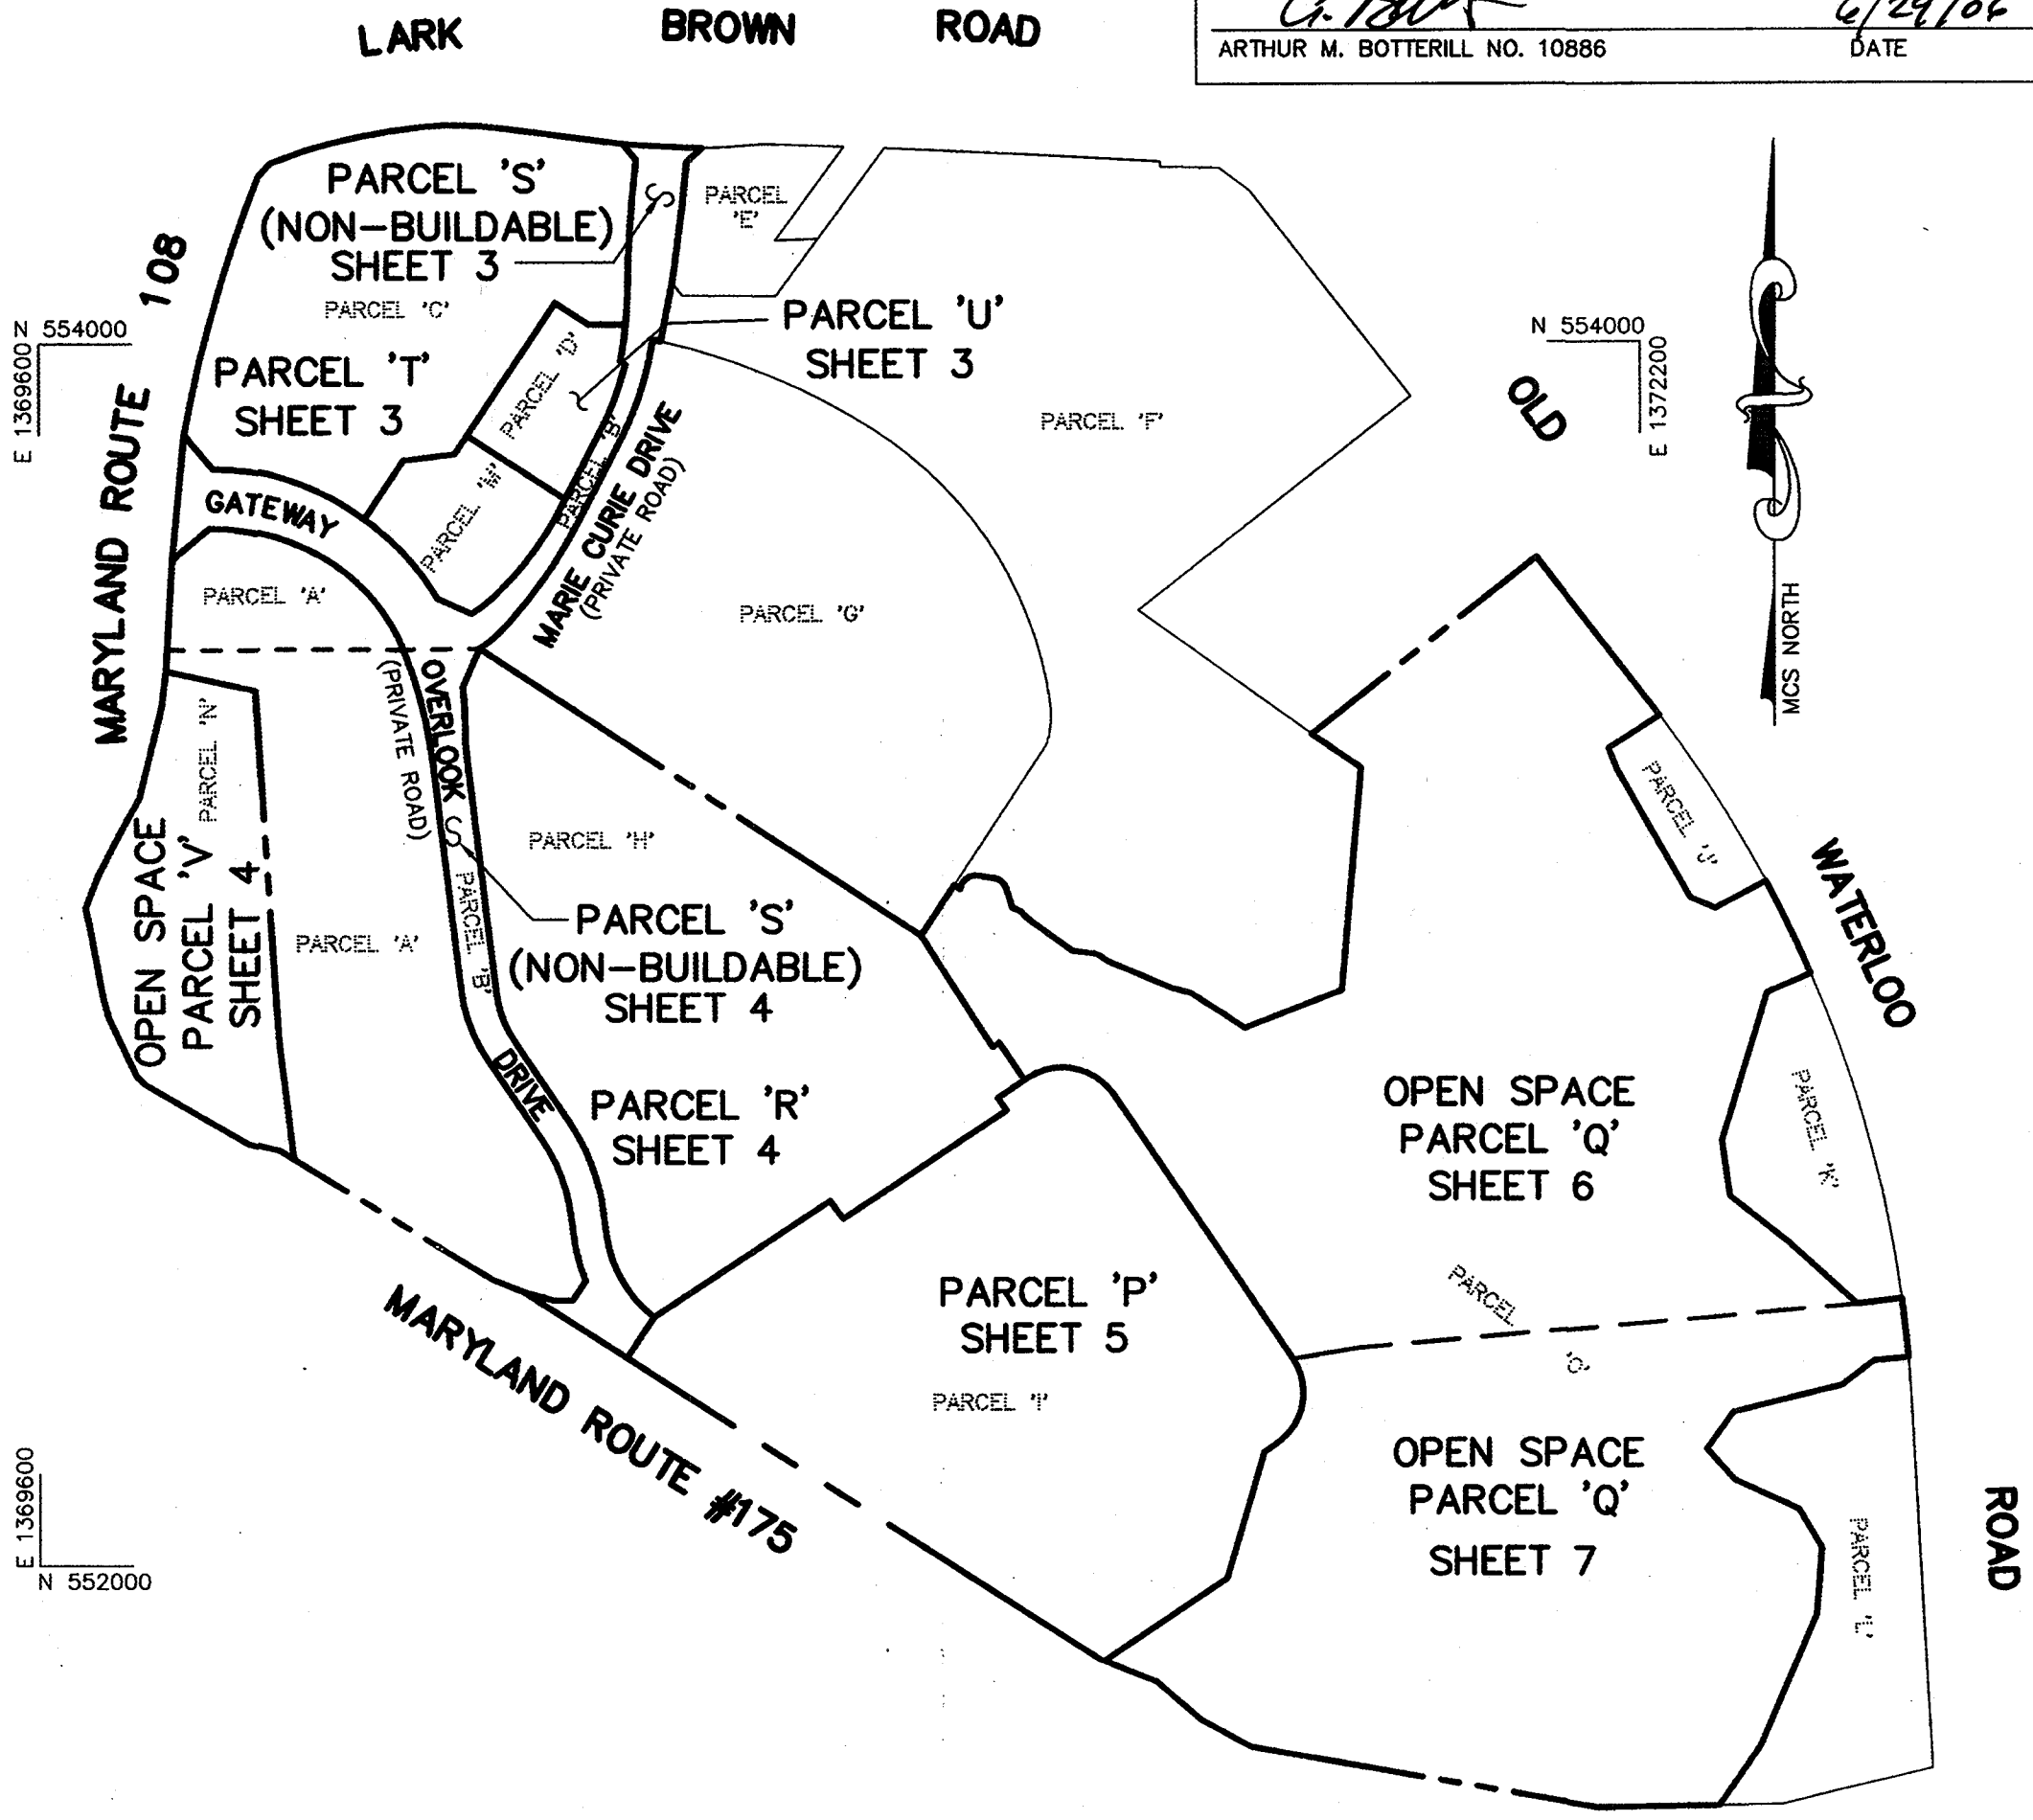 LARK BROWN ROAD
6/29/06
ARTHUR M. BOTTERILL NO. 10886
DATE
PARCEL 'S'
(NON-BUILDABLE)
SHEET 3
S
PARCEL
'E'
MARYLAND ROUTE 108
PARCEL 'C'
PARCEL 'U'
SHEET 3
N 554000
E 1369600
N 554000
E 1372200
PARCEL 'T'
SHEET 3
PARCEL 'D'
PARCEL 'F'
OLD WATERLOO ROAD
PARCEL 'B'
MARIE CURIE DRIVE
(PRIVATE ROAD)
GATEWAY OVERLOOK DRIVE
(PRIVATE ROAD)
PARCEL 'M'
PARCEL 'A'
PARCEL 'G'
MCS NORTH
PARCEL 'N'
OPEN SPACE
PARCEL 'V'
SHEET 4
PARCEL 'H'
S
PARCEL 'J'
PARCEL 'B'
PARCEL 'A'
PARCEL 'S'
(NON-BUILDABLE)
SHEET 4
PARCEL 'R'
SHEET 4
OPEN SPACE
PARCEL 'Q'
SHEET 6
PARCEL 'K'
PARCEL 'O'
PARCEL 'P'
SHEET 5
PARCEL 'I'
MARYLAND ROUTE #175
OPEN SPACE
PARCEL 'Q'
SHEET 7
PARCEL 'L'
E 1369600
N 552000